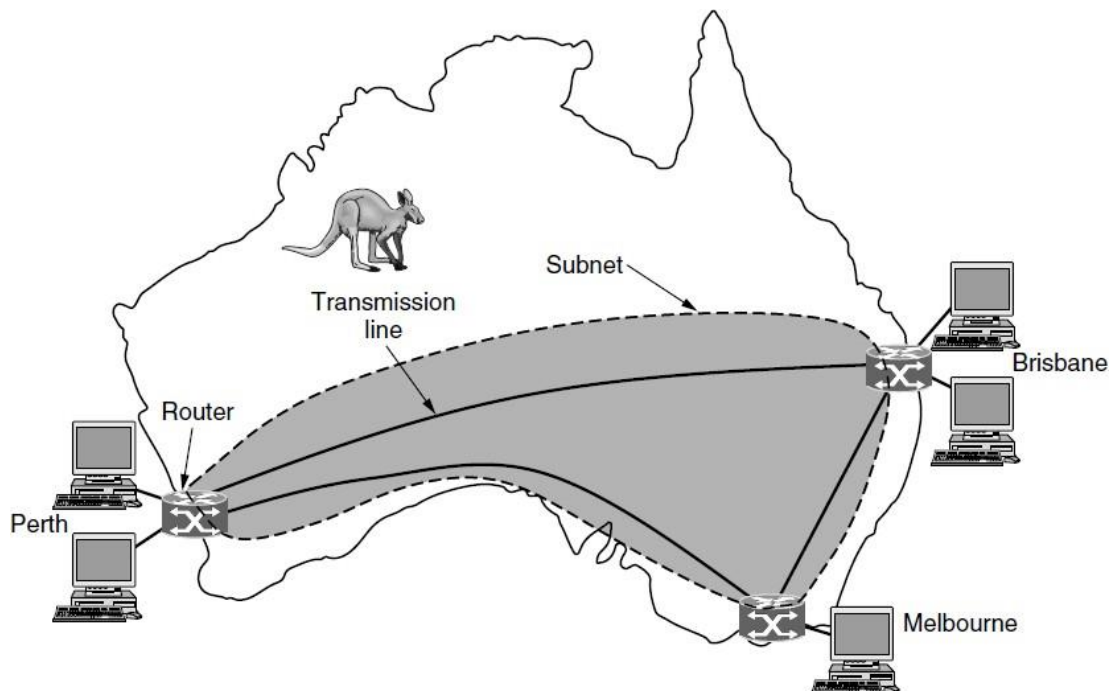 Subnet
Transmission
line
Brisbane
Router
Perth
Melbourne